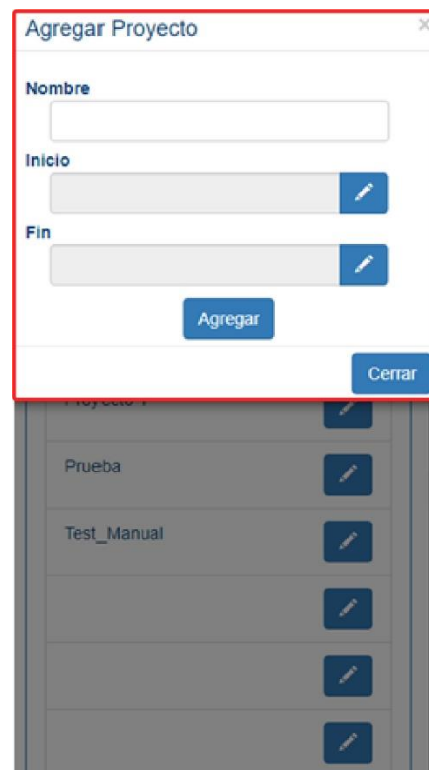 Agregar Proyecto
×
Nombre
Inicio
Fin
Agregar
Cerrar
Prueba
Test_Manual